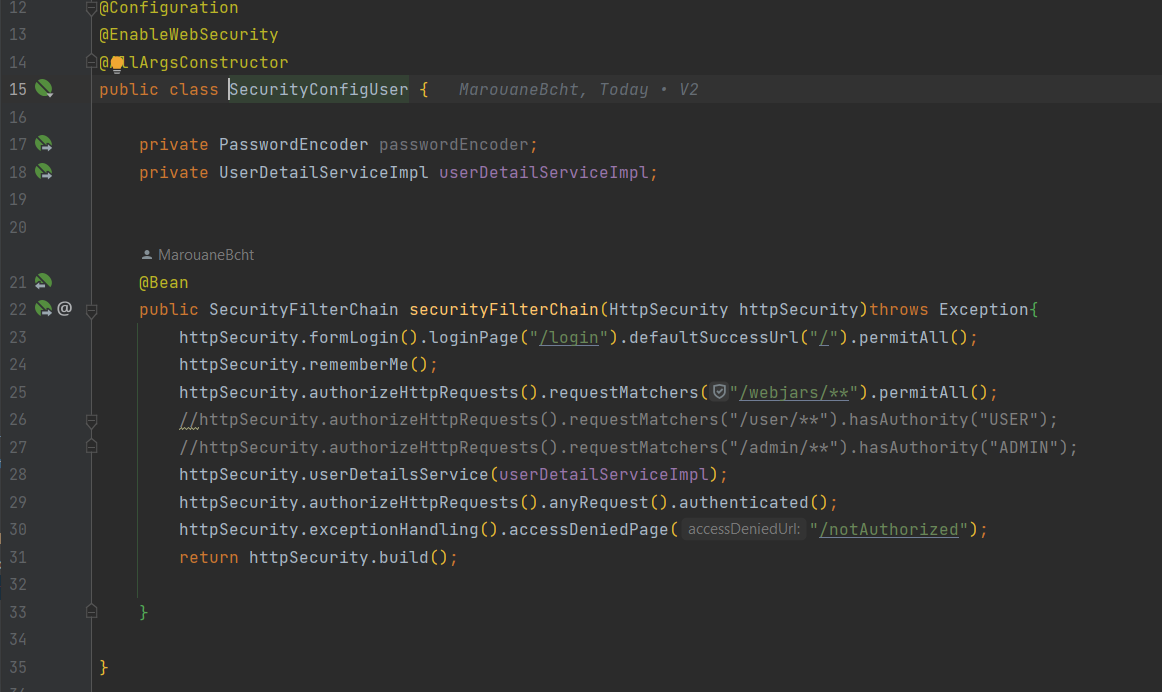 12 @Configuration
13 @EnableWebSecurity
14 @AllArgsConstructor
15 public class SecurityConfigUser { MarouaneBcht, Today • V2
16
17 private PasswordEncoder passwordEncoder;
18 private UserDetailServiceImpl userDetailServiceImpl;
19
20
MarouaneBcht
21 @Bean
22 @ public SecurityFilterChain securityFilterChain(HttpSecurity httpSecurity)throws Exception{
23 httpSecurity.formLogin().loginPage("/login").defaultSuccessUrl("/").permitAll();
24 httpSecurity.rememberMe();
25 httpSecurity.authorizeHttpRequests().requestMatchers("/webjars/**").permitAll();
26 //httpSecurity.authorizeHttpRequests().requestMatchers("/user/**").hasAuthority("USER");
27 //httpSecurity.authorizeHttpRequests().requestMatchers("/admin/**").hasAuthority("ADMIN");
28 httpSecurity.userDetailsService(userDetailServiceImpl);
29 httpSecurity.authorizeHttpRequests().anyRequest().authenticated();
30 httpSecurity.exceptionHandling().accessDeniedPage( accessDeniedUrl: "/notAuthorized");
31 return httpSecurity.build();
32
33 }
34
35 }